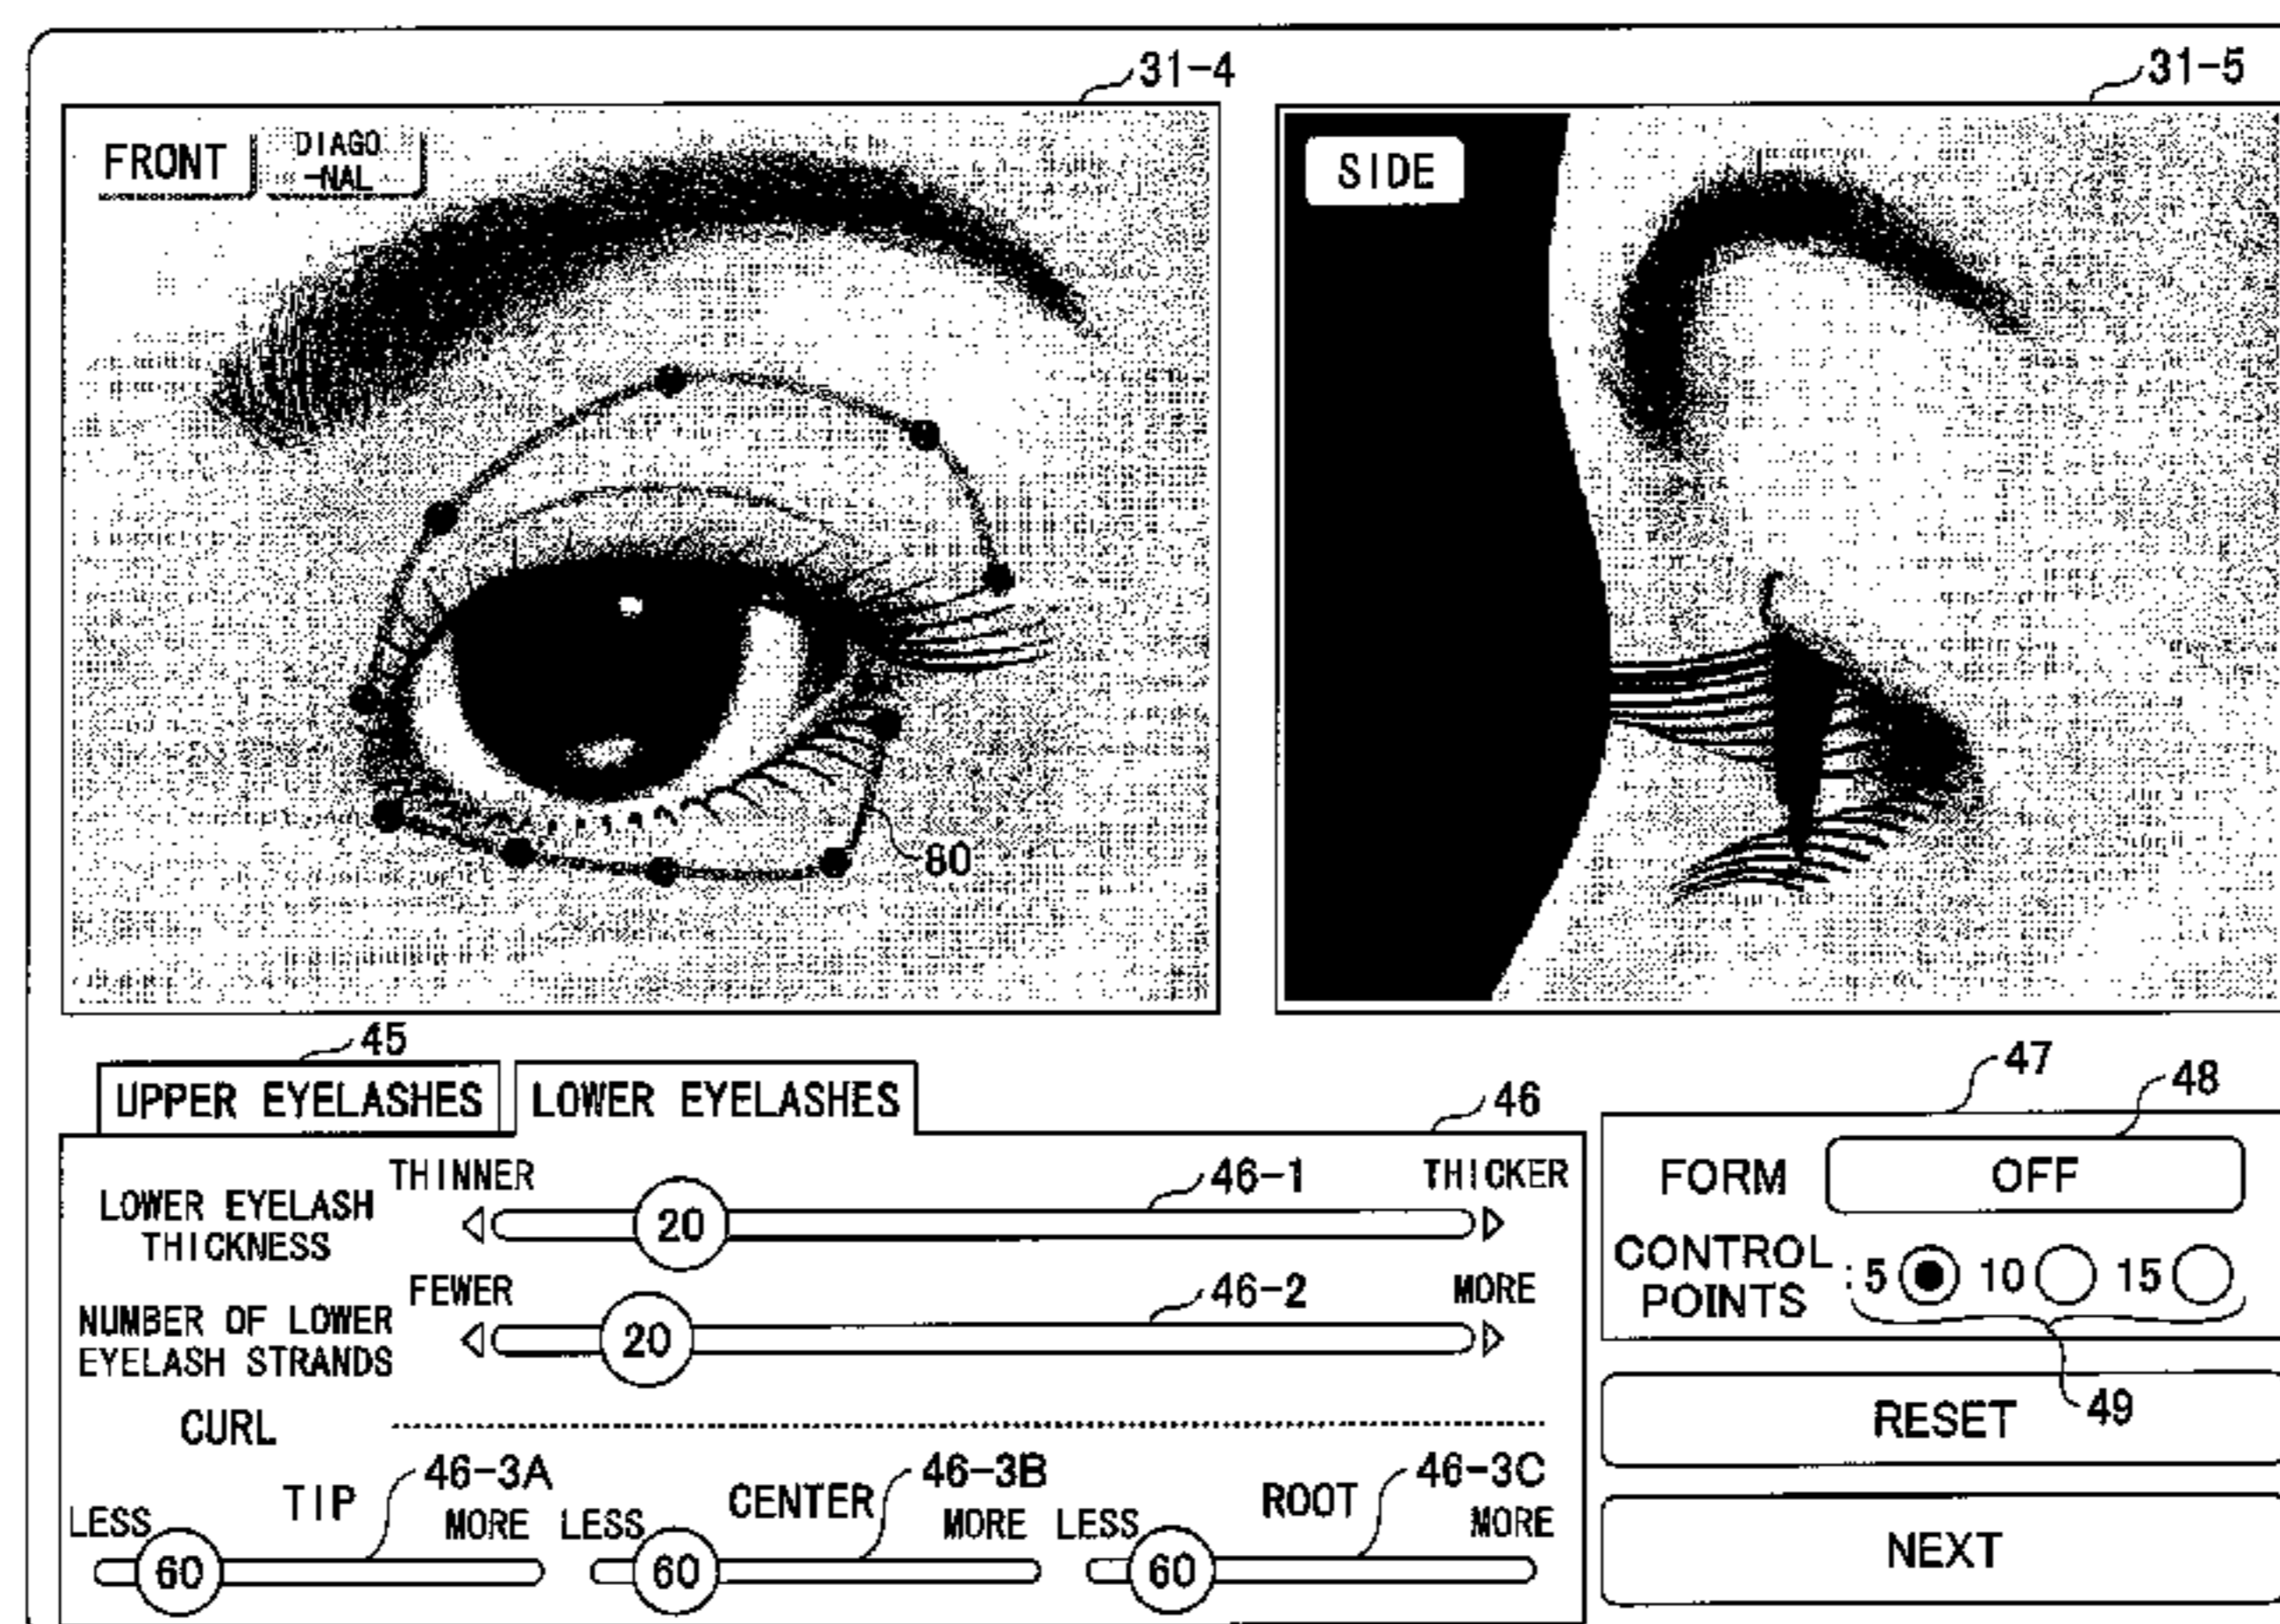 31-4
31-5
FRONT
DIAGO
-NAL
SIDE
80
45
UPPER EYELASHES
LOWER EYELASHES
46
47
48
LOWER EYELASH
THICKNESS
THINNER
20
46-1
THICKER
NUMBER OF LOWER
EYELASH STRANDS
FEWER
20
46-2
MORE
CURL
TIP
46-3A
LESS
60
MORE
CENTER
46-3B
LESS
60
MORE
ROOT
46-3C
LESS
60
MORE
FORM
OFF
CONTROL
POINTS
:5 10 15
49
RESET
NEXT